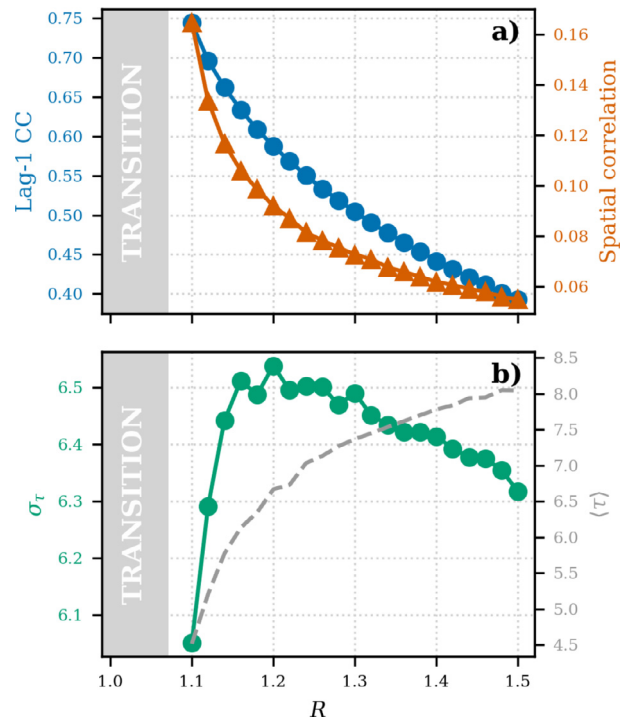 a)
0.75
0.70
0.65
0.60
0.55
0.50
0.45
0.40
Lag-1 CC
TRANSITION
0.16
0.14
0.12
0.10
0.08
0.06
Spatial correlation
b)
6.5
6.4
6.3
6.2
6.1
σ_τ
TRANSITION
8.5
8.0
7.5
7.0
6.5
6.0
5.5
5.0
4.5
⟨τ⟩
1.0 1.1 1.2 1.3 1.4 1.5
R